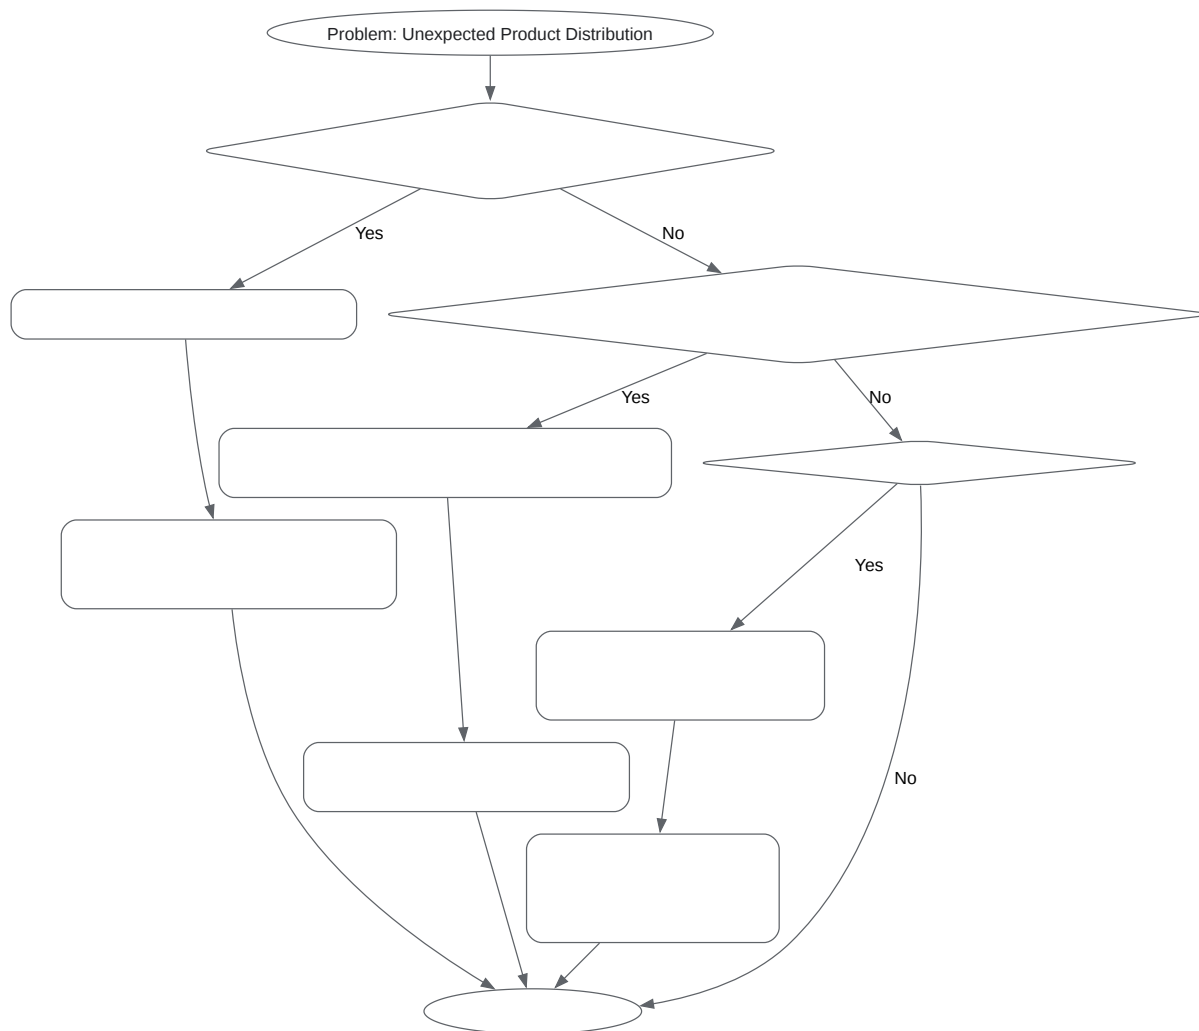 Problem: Unexpected Product Distribution
Yes
No
Yes
No
Yes
No